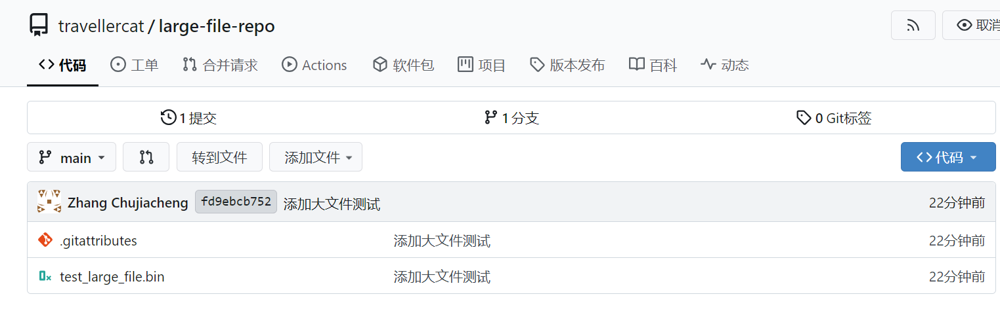 travellercat / large-file-repo 取消
代码 工单 合并请求 Actions 软件包 项目 版本发布 百科 动态
1 提交 1 分支 0 Git标签
main 转到文件 添加文件 代码
Zhang Chujiacheng fd9ebcb752 添加大文件测试 22分钟前
.gitattributes 添加大文件测试 22分钟前
test_large_file.bin 添加大文件测试 22分钟前